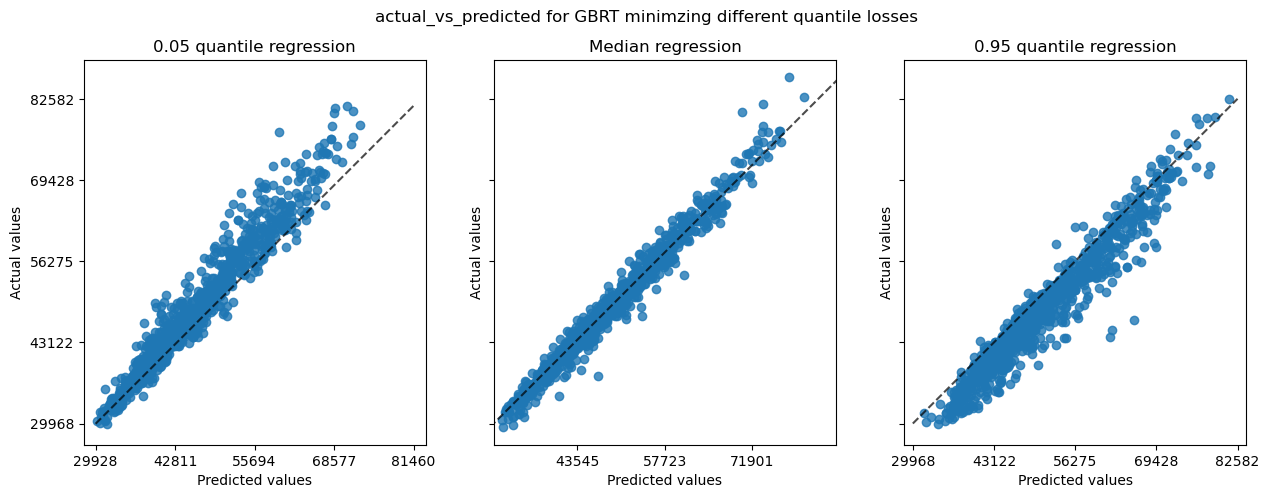 actual_vs_predicted for GBRT minimzing different quantile losses
0.05 quantile regression
Median regression
0.95 quantile regression
Actual values
82582
69428
56275
43122
29968
29928 42811 55694 68577 81460
Predicted values
Actual values
43545 57723 71901
Predicted values
Actual values
29968 43122 56275 69428 82582
Predicted values